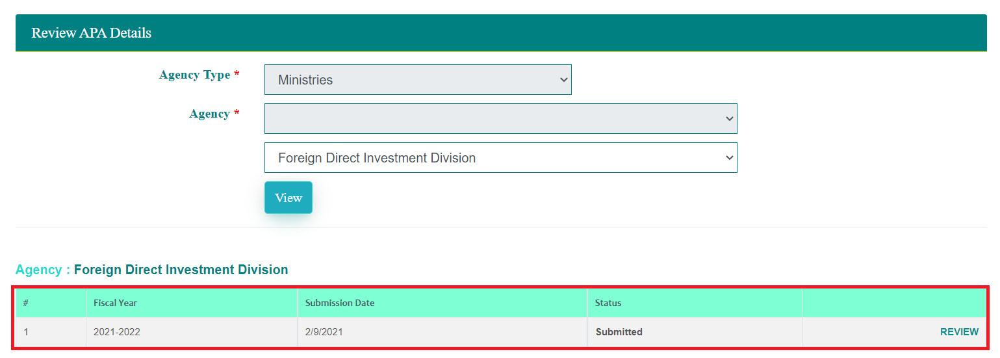 Review APA Details
Agency Type *
Ministries
Agency *
Foreign Direct Investment Division
View
Agency : Foreign Direct Investment Division
# Fiscal Year Submission Date Status
1 2021-2022 2/9/2021 Submitted REVIEW